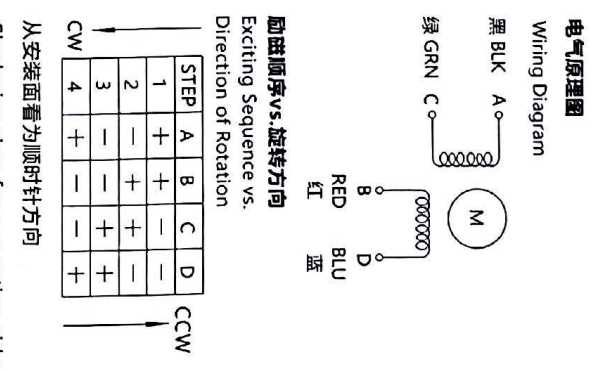 电气原理图
Wiring Diagram
黑 BLK A
绿 GRN C
M
B D
RED BLU
红 蓝
励磁顺序vs.旋转方向
Exciting Sequence vs.
Direction of Rotation
STEP A B C D CCW
1 + + − −
2 − + + −
3 − − + +
4 + − − +
CW
从安装面看为顺时针方向